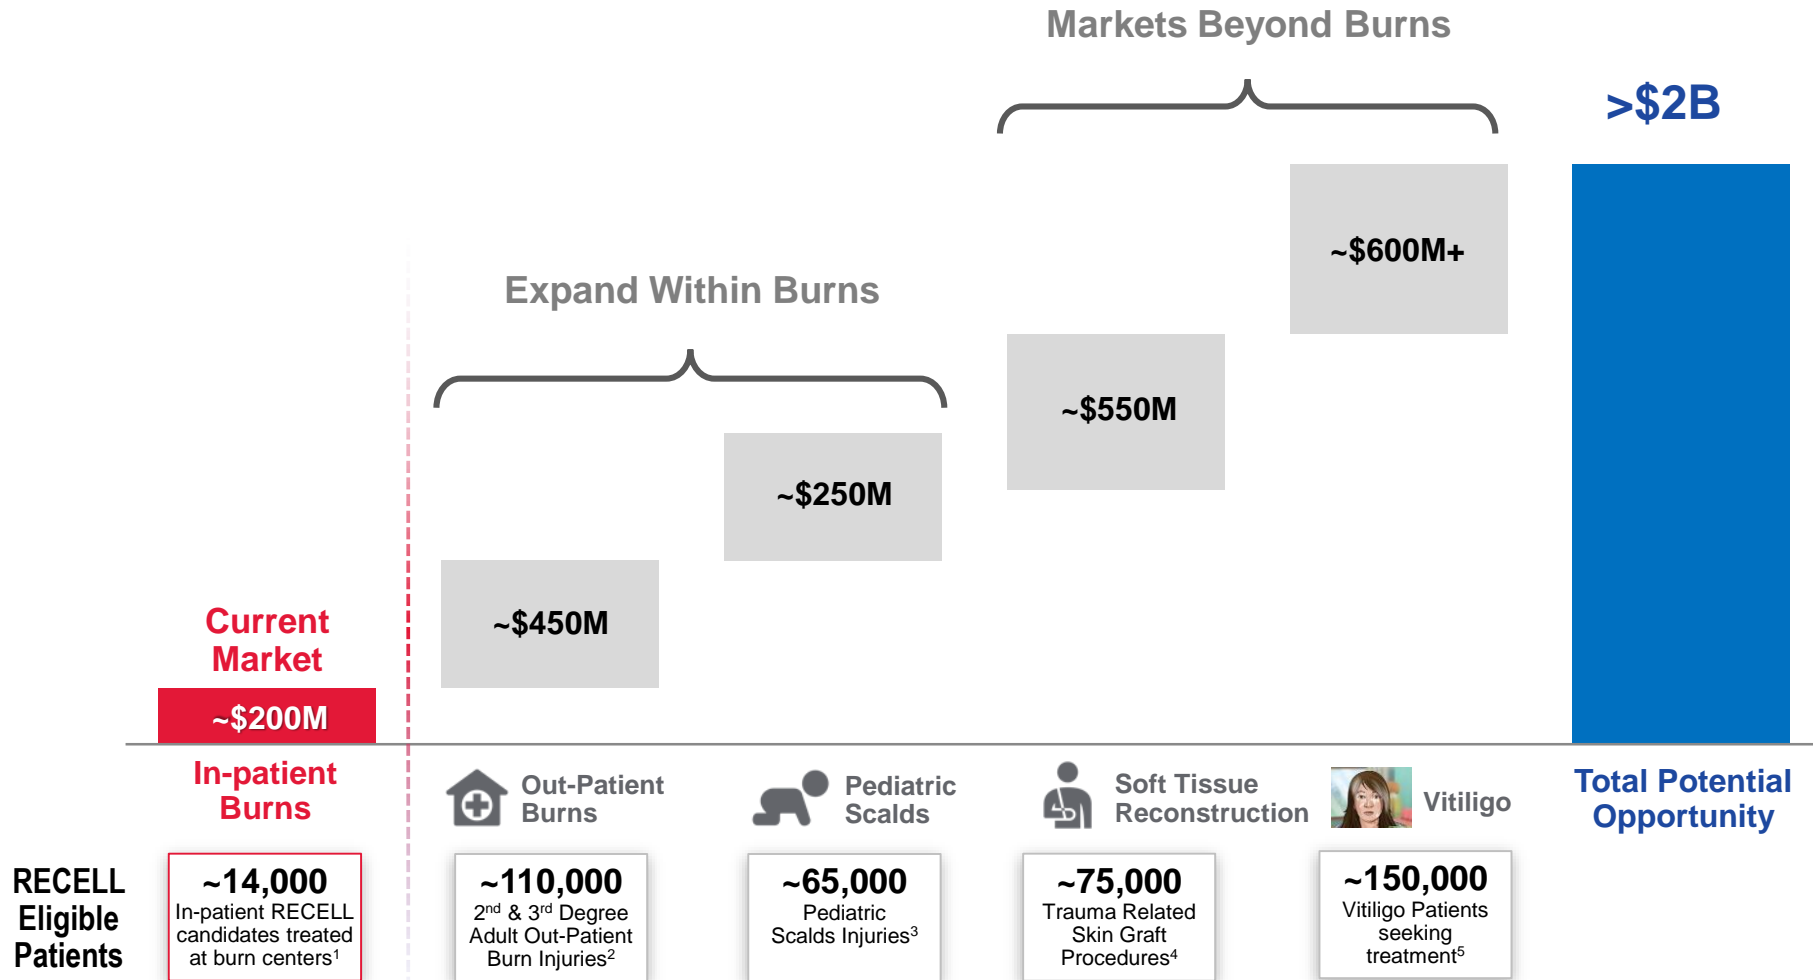 Markets Beyond Burns
>$2B
~$600M+
Expand Within Burns
~$550M
~$250M
~$450M
Current
Market
~$200M
In-patient
Burns
Out-Patient
Burns
Pediatric
Scalds
Soft Tissue
Reconstruction
Vitiligo
Total Potential
Opportunity
RECELL
Eligible
Patients
~14,000
In-patient RECELL
candidates treated
at burn centers¹
~110,000
2ⁿᵈ & 3ʳᵈ Degree
Adult Out-Patient
Burn Injuries²
~65,000
Pediatric
Scalds Injuries³
~75,000
Trauma Related
Skin Graft
Procedures⁴
~150,000
Vitiligo Patients
seeking
treatment⁵